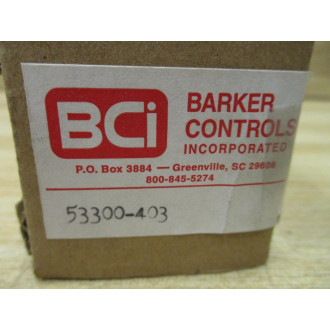 BCi
BARKER
CONTROLS
INCORPORATED
P.O. Box 3884 — Greenville, SC 29608
800-845-5274
53300-403